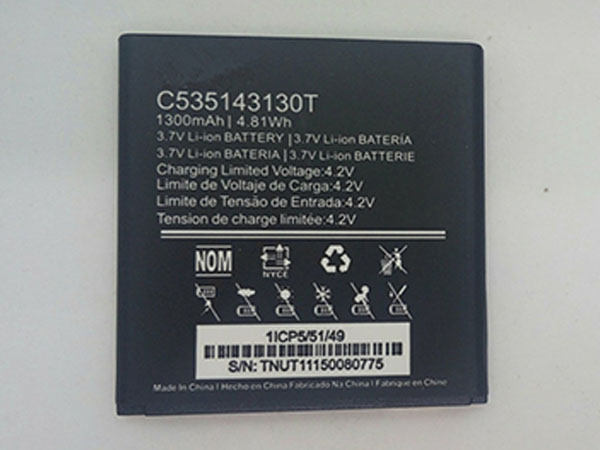 C535143130T
1300mAh | 4.81Wh
3.7V Li-ion BATTERY | 3.7V Li-ion BATERÍA
3.7V Li-ion BATERIA | 3.7V Li-ion BATTERIE
Charging Limited Voltage:4.2V
Limite de Voltaje de Carga:4.2V
Limite de Tensão de Entrada:4.2V
Tension de charge limitée:4.2V
NOM
NYCE
1ICP5/51/49
S/N: TNUT11150080775
Made In China I Hecho en China Fabricado Na China I Fabrique en Chine